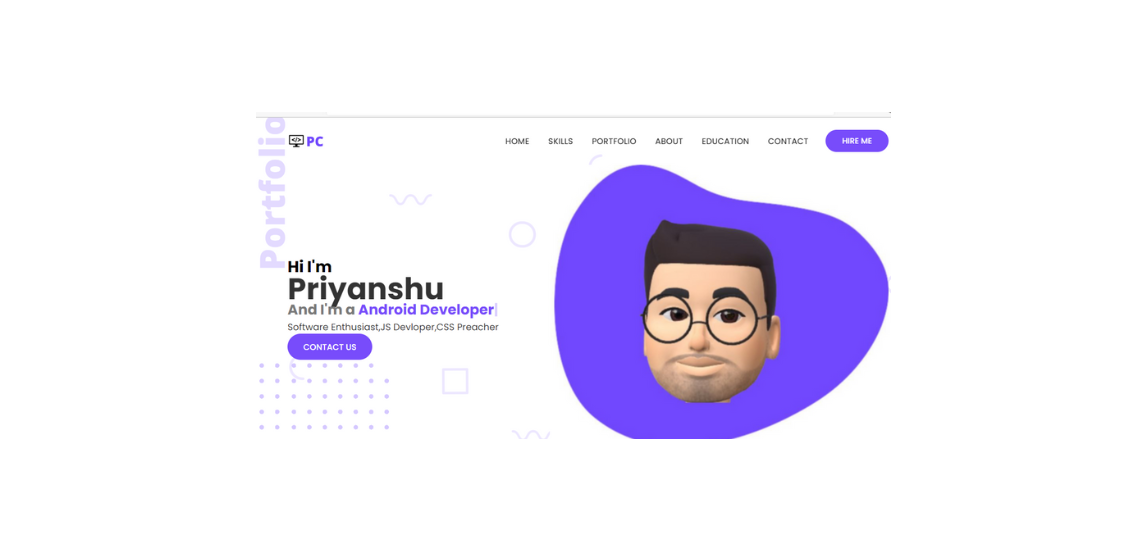 Portfolio
PC
HOME SKILLS PORTFOLIO ABOUT EDUCATION CONTACT HIRE ME
Hi I'm
Priyanshu
And I'm a Android Developer
Software Enthusiast,JS Devloper,CSS Preacher
CONTACT US